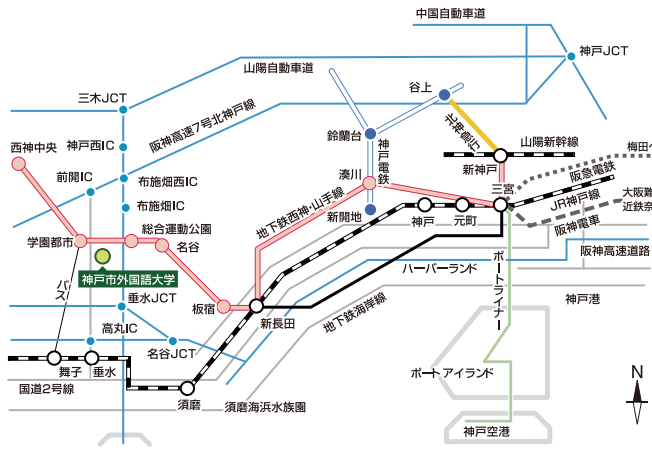 中国自動車道
神戸JCT
山陽自動車道
谷上
三木JCT
阪神高速7号北神戸線
北神急行
鈴蘭台
神戸電鉄
山陽新幹線
梅田へ
西神中央
神戸西IC
前開IC
布施畑西IC
湊川
新神戸
三宮
阪急電鉄
大阪難
近鉄奈
JR神戸線
布施畑IC
地下鉄西神・山手線
新開地
神戸
元町
阪神電車
総合運動公園
学園都市
名谷
阪神高速道路
神戸市外国語大学
バス
ハーバーランド
ポートライナー
神戸港
垂水JCT
板宿
新長田
地下鉄海岸線
高丸IC
名谷JCT
舞子
垂水
ポートアイランド
N
国道2号線
須磨
須磨海浜水族園
神戸空港